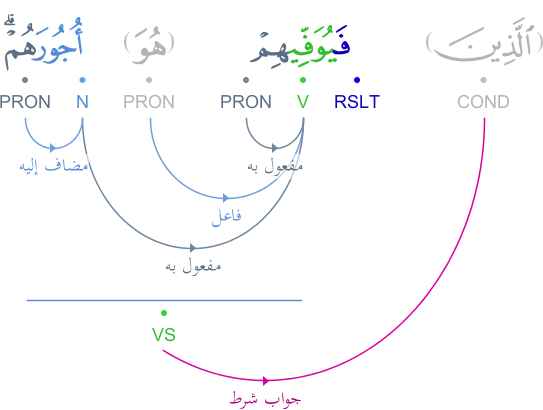 (ٱلَّذِينَ) فَيُوَفِّيهِمْ (هُوَ) أُجُورَهُمْ ۗ
COND RSLT V PRON PRON N PRON
مفعول به
مضاف إليه
فاعل
مفعول به
VS
جواب شرط